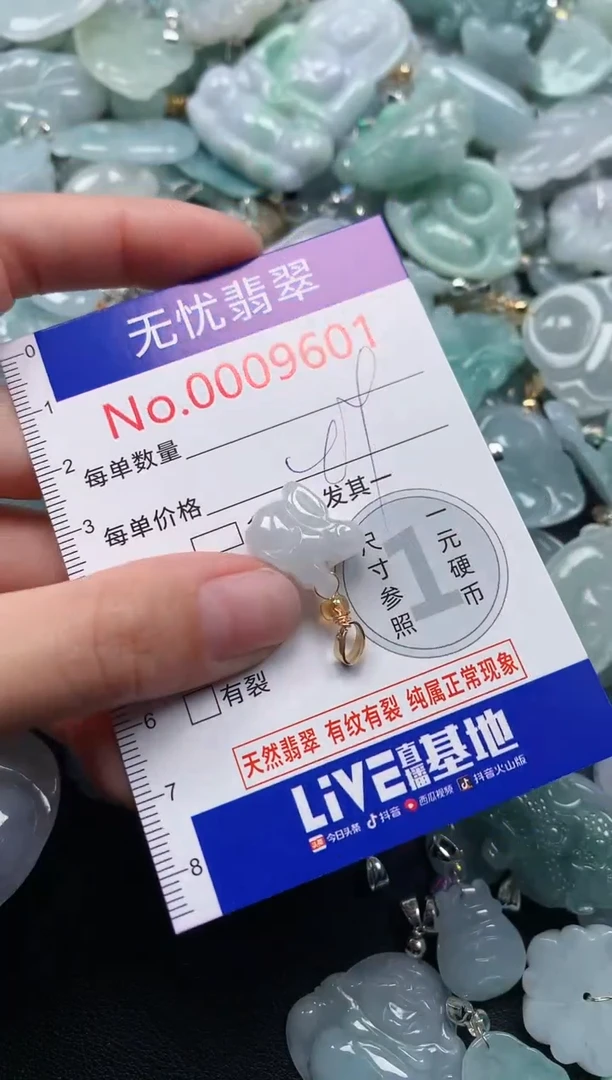 无忧翡翠
No.0009601
每单数量
每单价格
发其一
一元硬币
1
尺寸参照
有裂
天然翡翠 有纹有裂 纯属正常现象
LiVE直播基地
今日头条 抖音 西瓜视频 抖音火山版
0
1
2
3
6
7
8